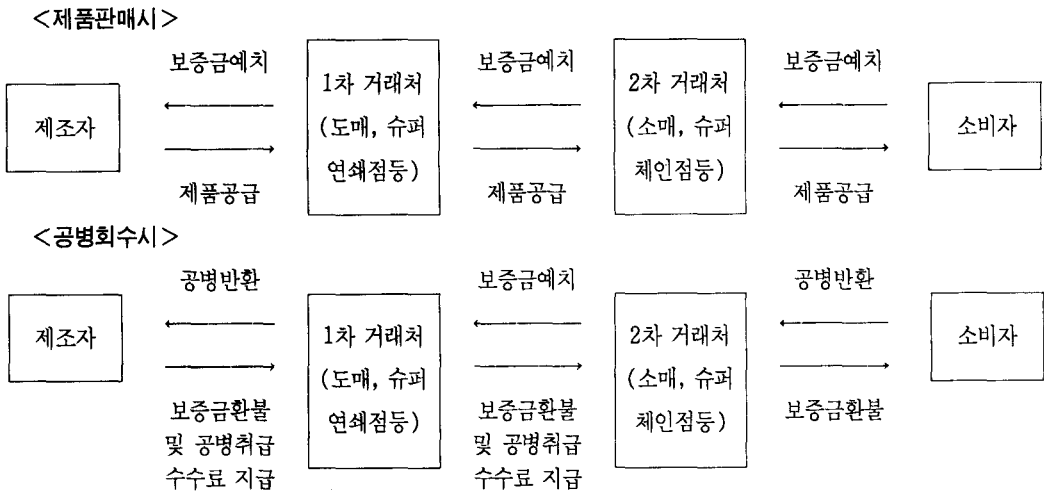 <제품판매시>
보증금예치 보증금예치 보증금예치
제조자 1차 거래처 2차 거래처 소비자
(도매, 슈퍼 (소매, 슈퍼
연쇄점등) 체인점등)
제품공급 제품공급 제품공급
<공병회수시>
공병반환 보증금예치 공병반환
제조자 1차 거래처 2차 거래처 소비자
(도매, 슈퍼 (소매, 슈퍼
연쇄점등) 체인점등)
보증금환불 보증금환불 보증금환불
및 공병취급 및 공병취급
수수료 지급 수수료 지급